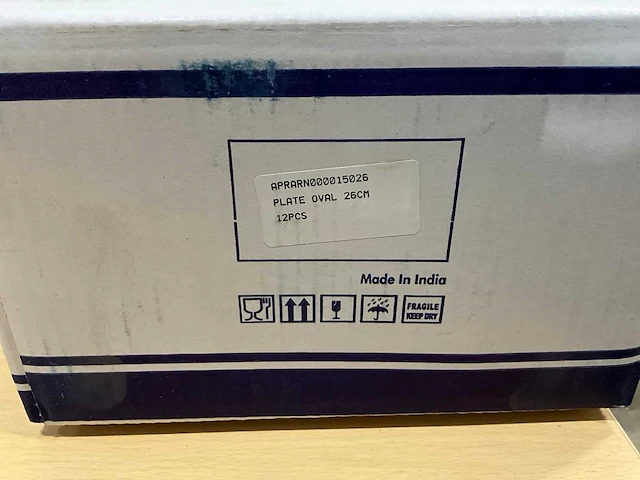 APRARN000015026
PLATE OVAL 26CM
12PCS
Made In India
FRAGILE
KEEP DRY